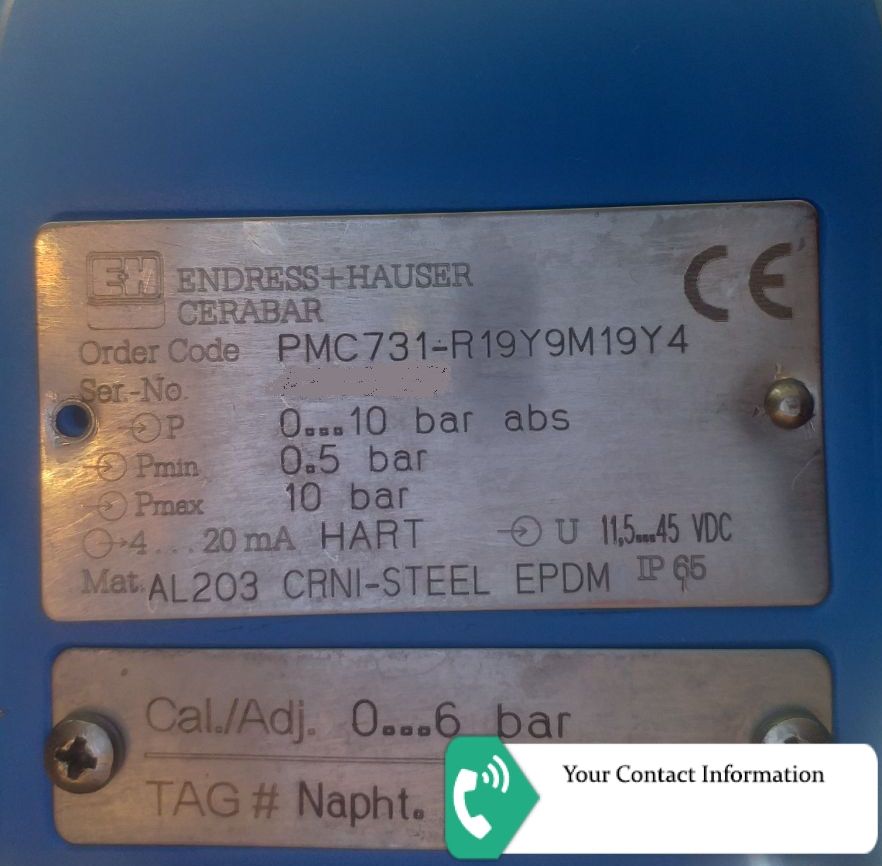 E+H ENDRESS+HAUSER
CERABAR
CE
Order Code PMC731-R19Y9M19Y4
Ser.-No.
P 0...10 bar abs
Pmin 0.5 bar
Pmax 10 bar
4...20 mA HART U 11,5...45 VDC
Mat. AL2O3 CRNI-STEEL EPDM IP 65
Cal./Adj. 0...6 bar
TAG # Napht.
Your Contact Information